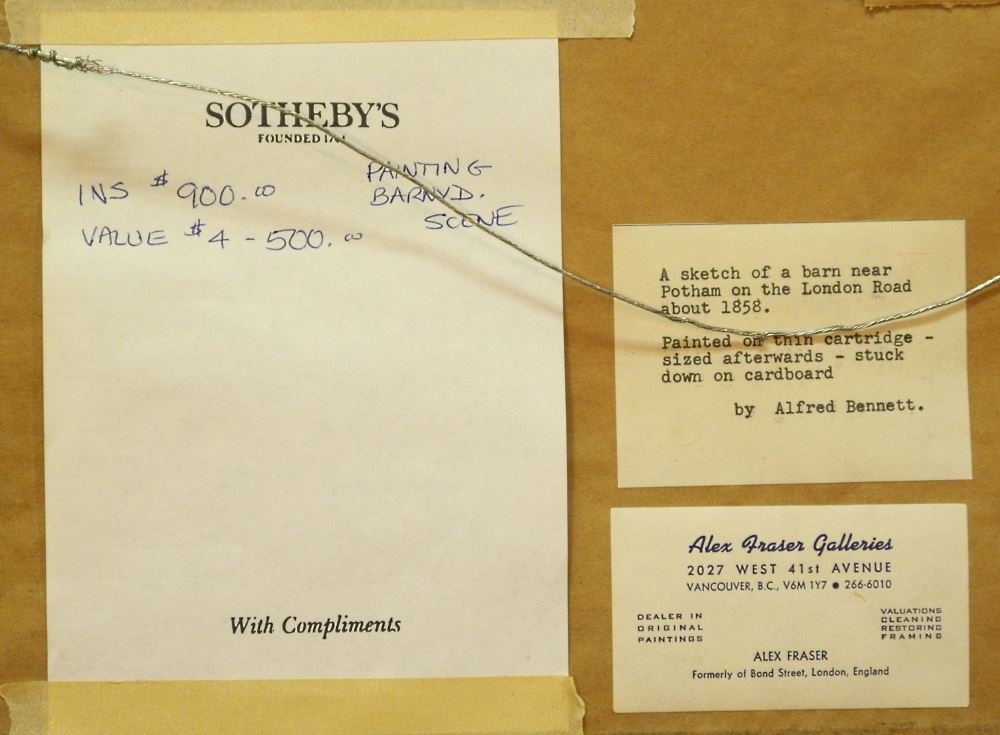 SOTHEBY'S
FOUNDED 1744
INS $900.00
VALUE $4-500.00
PAINTING
BARNYD.
SCENE
With Compliments
A sketch of a barn near
Potham on the London Road
about 1858.
Painted on thin cartridge -
sized afterwards - stuck
down on cardboard
by Alfred Bennett.
Alex Fraser Galleries
2027 WEST 41st AVENUE
VANCOUVER, B.C., V6M 1Y7 ● 266-6010
DEALER IN
ORIGINAL
PAINTINGS
VALUATIONS
CLEANING
RESTORING
FRAMING
ALEX FRASER
Formerly of Bond Street, London, England